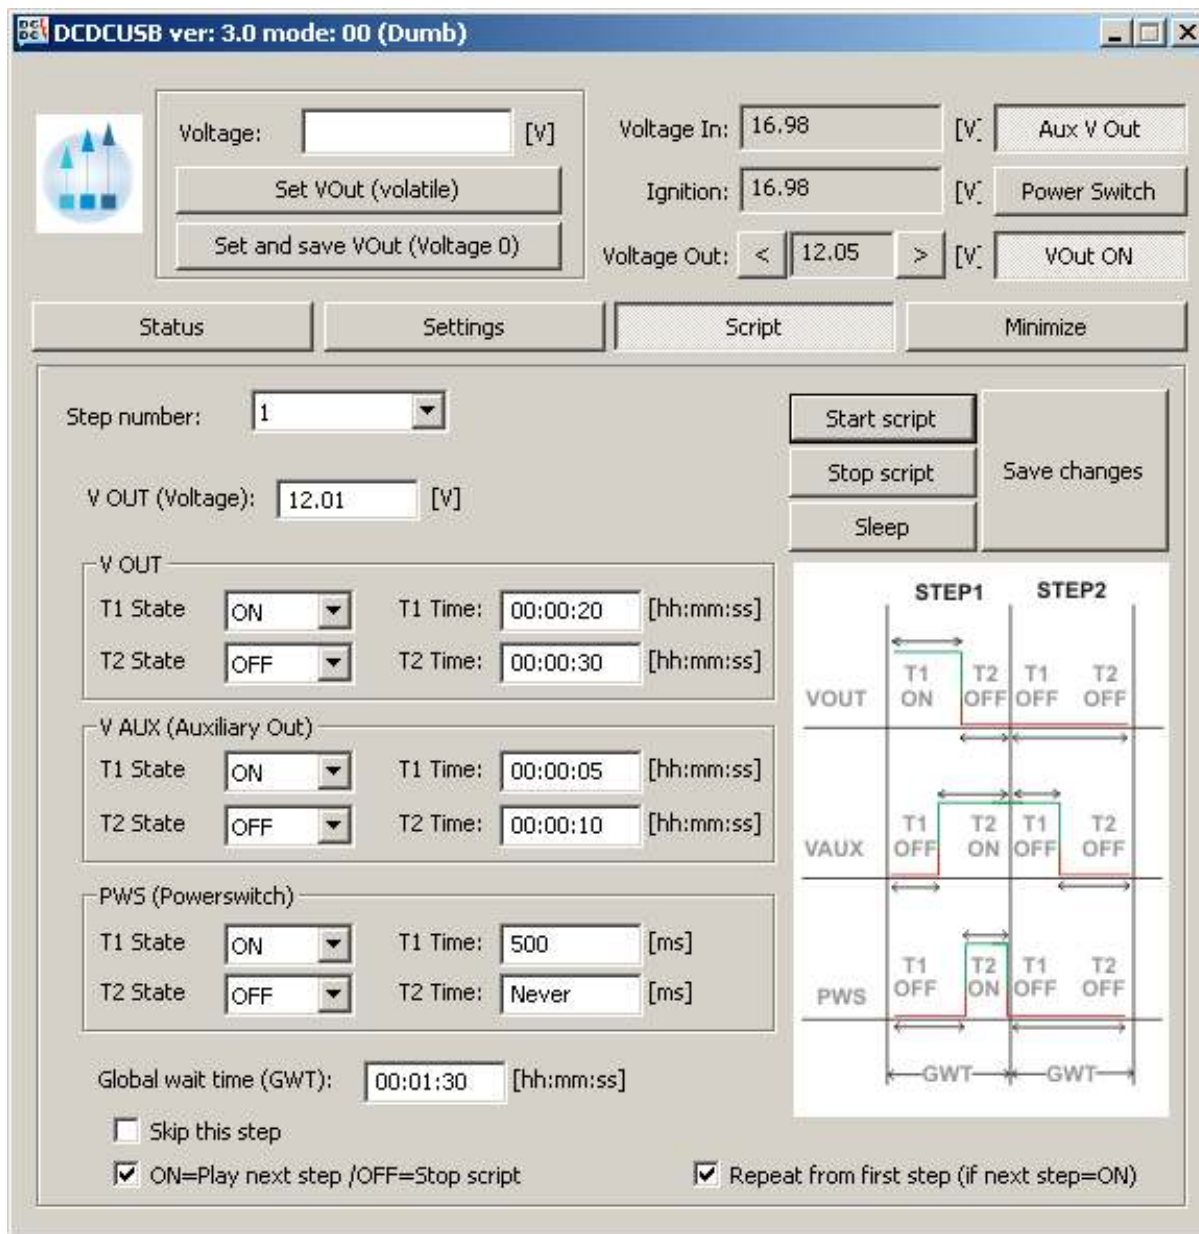 DCDCUSB ver: 3.0 mode: 00 (Dumb)
Voltage: [V]
Set VOut (volatile)
Set and save VOut (Voltage 0)
Voltage In: 16.98 [V]
Aux V Out
Ignition: 16.98 [V]
Power Switch
Voltage Out: < 12.05 > [V]
VOut ON
Status
Settings
Script
Minimize
Step number: 1
V OUT (Voltage): 12.01 [V]
Start script
Stop script
Sleep
Save changes
V OUT
T1 State ON T1 Time: 00:00:20 [hh:mm:ss]
T2 State OFF T2 Time: 00:00:30 [hh:mm:ss]
V AUX (Auxiliary Out)
T1 State ON T1 Time: 00:00:05 [hh:mm:ss]
T2 State OFF T2 Time: 00:00:10 [hh:mm:ss]
PWS (Powerswitch)
T1 State ON T1 Time: 500 [ms]
T2 State OFF T2 Time: Never [ms]
Global wait time (GWT): 00:01:30 [hh:mm:ss]
Skip this step
ON=Play next step /OFF=Stop script
Repeat from first step (if next step=ON)
STEP1 STEP2
T1 T2 T1 T2
VOUT ON OFF OFF OFF
T1 T2 T1 T2
VAUX OFF ON OFF OFF
T1 T2 T1 T2
PWS OFF ON OFF OFF
GWT GWT